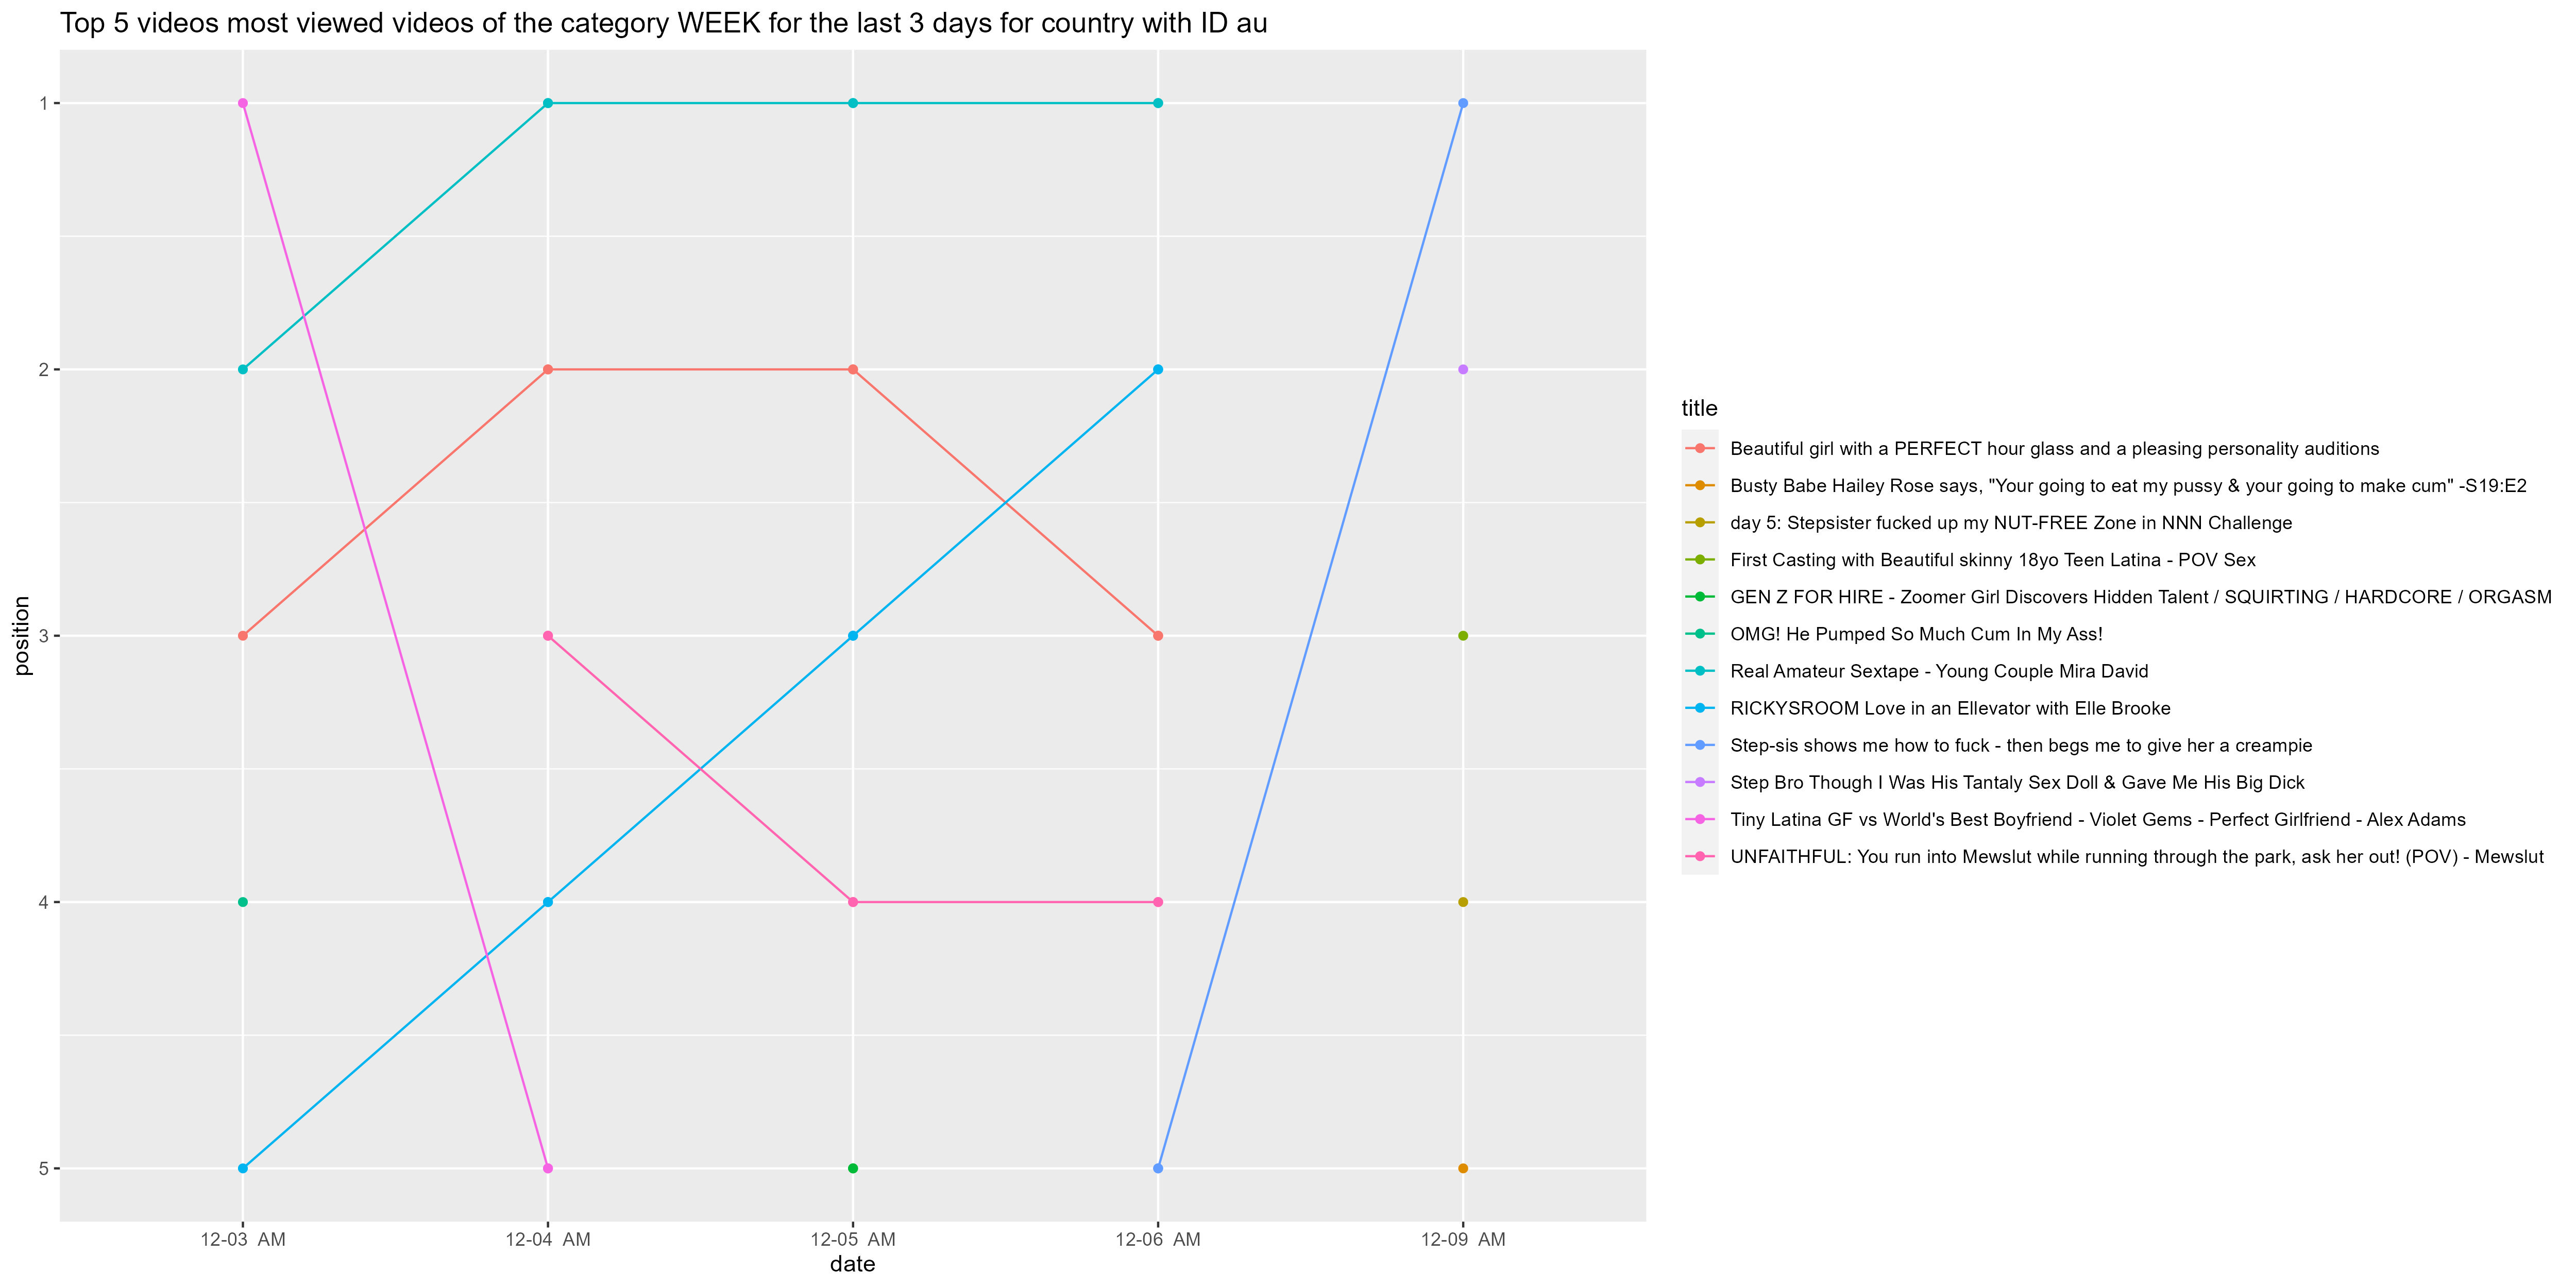 Top 5 videos most viewed videos of the category WEEK for the last 3 days for country with ID au
1
2
3
4
5
position
12-03 AM
12-04 AM
12-05 AM
12-06 AM
12-09 AM
date
title
Beautiful girl with a PERFECT hour glass and a pleasing personality auditions
Busty Babe Hailey Rose says, "Your going to eat my pussy & your going to make cum" -S19:E2
day 5: Stepsister fucked up my NUT-FREE Zone in NNN Challenge
First Casting with Beautiful skinny 18yo Teen Latina - POV Sex
GEN Z FOR HIRE - Zoomer Girl Discovers Hidden Talent / SQUIRTING / HARDCORE / ORGASM
OMG! He Pumped So Much Cum In My Ass!
Real Amateur Sextape - Young Couple Mira David
RICKYSROOM Love in an Ellevator with Elle Brooke
Step-sis shows me how to fuck - then begs me to give her a creampie
Step Bro Though I Was His Tantaly Sex Doll & Gave Me His Big Dick
Tiny Latina GF vs World's Best Boyfriend - Violet Gems - Perfect Girlfriend - Alex Adams
UNFAITHFUL: You run into Mewslut while running through the park, ask her out! (POV) - Mewslut